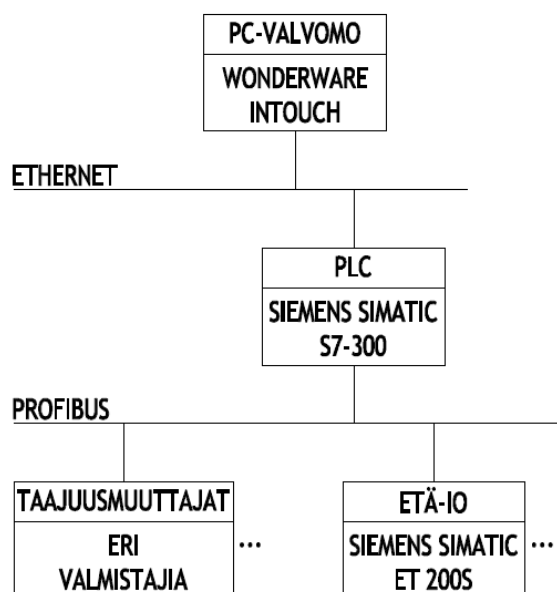 PC-VALVOMO
WONDERWARE
INTOUCH
ETHERNET
PLC
SIEMENS SIMATIC
S7-300
PROFIBUS
TAAJUUSMUUTTAJAT
ERI
VALMISTAJIA
...
ETÄ-IO
SIEMENS SIMATIC
ET 200S
...